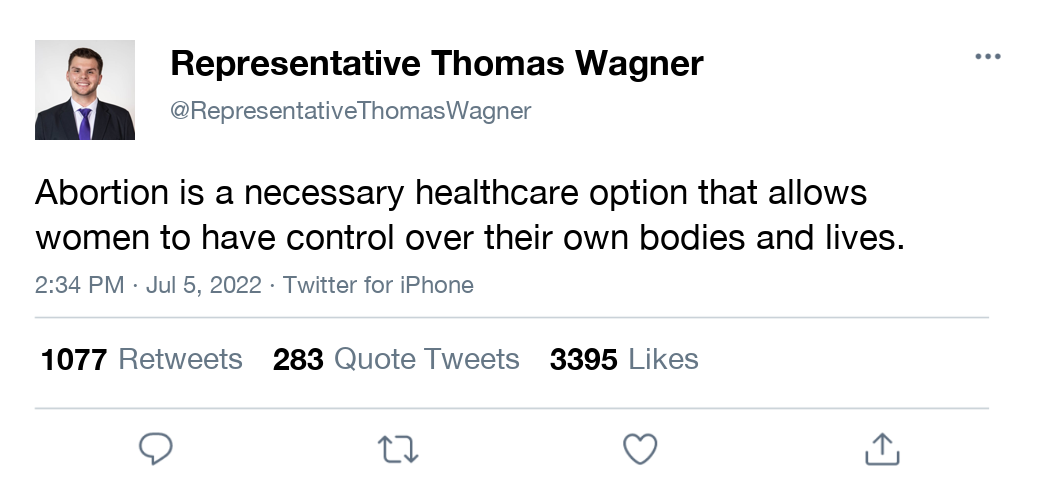 Representative Thomas Wagner
@RepresentativeThomasWagner
Abortion is a necessary healthcare option that allows
women to have control over their own bodies and lives.
2:34 PM · Jul 5, 2022 · Twitter for iPhone
1077 Retweets 283 Quote Tweets 3395 Likes